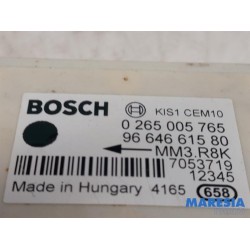 BOSCH KIS1 CEM10
0 265 005 765
96 646 615 80
MM3.R8K
7053719
12345
Made in Hungary 4165 658
MARESIA